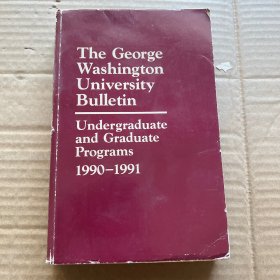 The George
Washington
University
Bulletin
Undergraduate
and Graduate
Programs
1990–1991